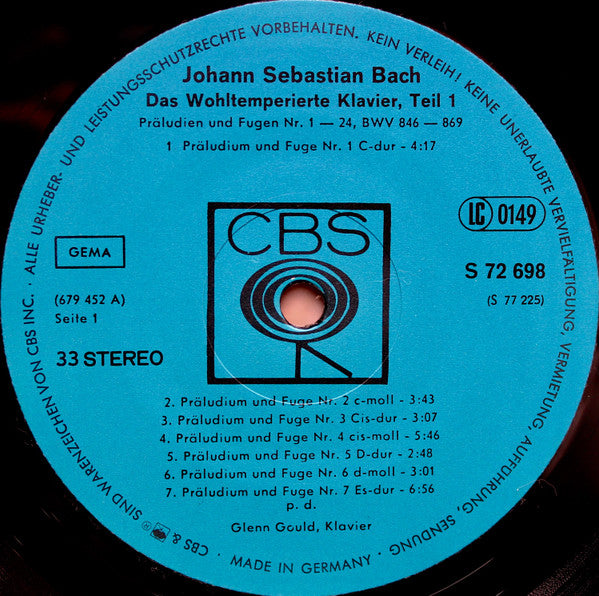 ALLE URHEBER- UND LEISTUNGSSCHUTZRECHTE VORBEHALTEN. KEIN VERLEIH! KEINE UNERLAUBTE VERVIELFÄLTIGUNG, VERMIETUNG, AUFFÜHRUNG, SENDUNG
Johann Sebastian Bach
Das Wohltemperierte Klavier, Teil 1
Präludien und Fugen Nr. 1 — 24, BWV 846 — 869
1 Präludium und Fuge Nr. 1 C-dur - 4:17
CBS
LC 0149
GEMA
S 72 698
(679 452 A)
(S 77 225)
Seite 1
33 STEREO
2. Präludium und Fuge Nr. 2 c-moll - 3:43
3. Präludium und Fuge Nr. 3 Cis-dur - 3:07
4. Präludium und Fuge Nr. 4 cis-moll - 5:46
5. Präludium und Fuge Nr. 5 D-dur - 2:48
6. Präludium und Fuge Nr. 6 d-moll - 3:01
7. Präludium und Fuge Nr. 7 Es-dur - 6:56
p. d.
Glenn Gould, Klavier
CBS & SIND WARENZEICHEN VON CBS INC. ·
· MADE IN GERMANY ·